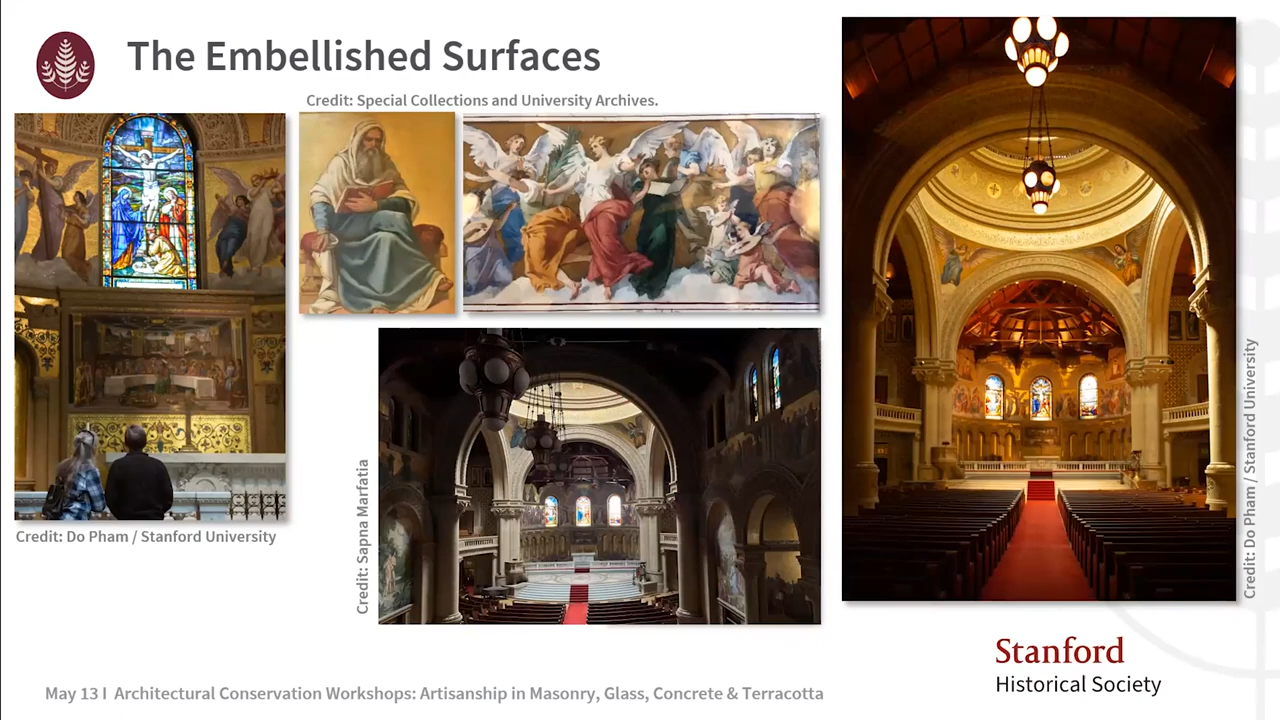 The Embellished Surfaces
Credit: Special Collections and University Archives.
Credit: Do Pham / Stanford University
Credit: Sapna Marfatia
Credit: Do Pham / Stanford University
Stanford
Historical Society
May 13 I Architectural Conservation Workshops: Artisanship in Masonry, Glass, Concrete & Terracotta